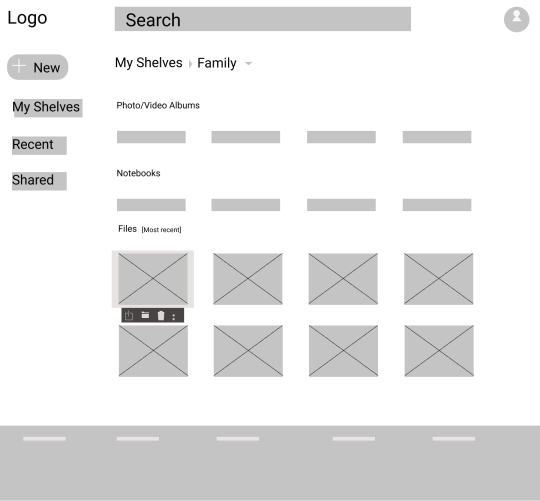 Logo
Search
New
My Shelves
Family
My Shelves
Photo/Video Albums
Recent
Notebooks
Shared
Files [Most recent]